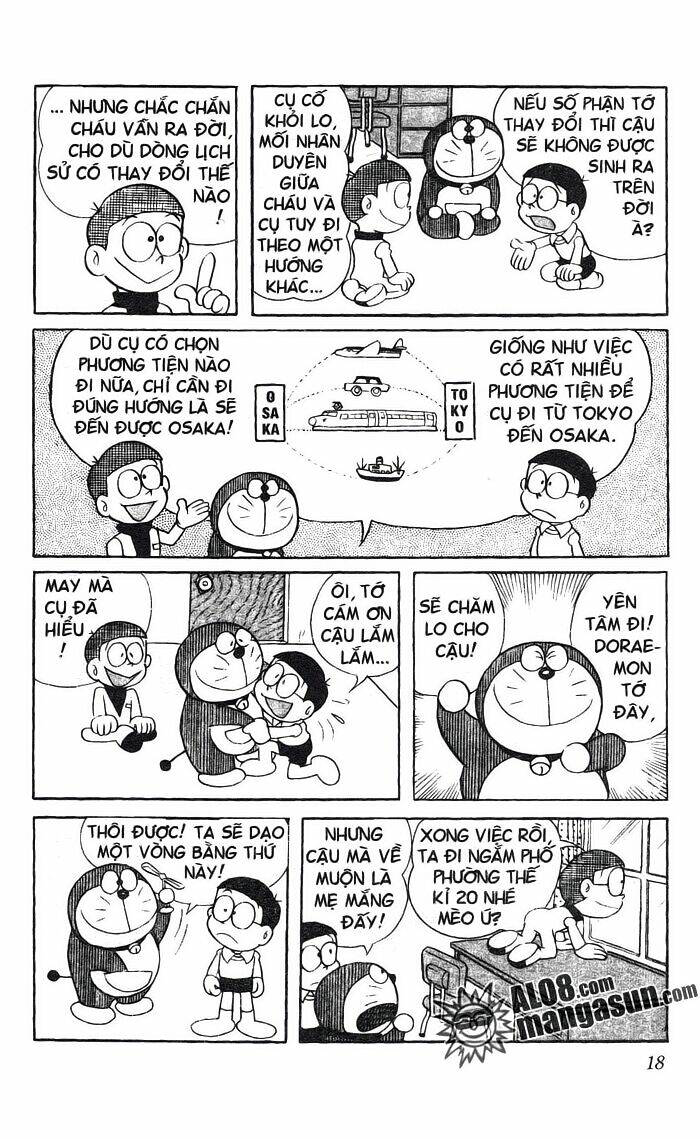 NẾU SỐ PHẬN TỚ
THAY ĐỔI THÌ CẬU
SẼ KHÔNG ĐƯỢC
SINH RA
TRÊN
ĐỜI
À?
CỤ CỐ
KHỎI LO,
MỐI NHÂN
DUYÊN
GIỮA
CHÁU VÀ
CỤ TUY ĐI
THEO MỘT
HƯỚNG
KHÁC...
... NHƯNG CHẮC CHẮN
CHÁU VẪN RA ĐỜI,
CHO DÙ DÒNG LỊCH
SỬ CÓ THAY ĐỔI THẾ
NÀO
!
GIỐNG NHƯ VIỆC
CÓ RẤT NHIỀU
PHƯƠNG TIỆN ĐỂ
CỤ ĐI TỪ TOKYO
ĐẾN OSAKA.
TOKYO
OSAKA
DÙ CỤ CÓ CHỌN
PHƯƠNG TIỆN NÀO
ĐI NỮA, CHỈ CẦN ĐI
ĐÚNG HƯỚNG LÀ SẼ
ĐẾN ĐƯỢC OSAKA!
YÊN
TÂM ĐI!
DORAE-
MON
TỚ
ĐÂY,
SẼ CHĂM
LO CHO
CẬU!
ÔI, TỚ
CÁM ƠN
CẬU LẮM
LẮM...
MAY MÀ
CỤ ĐÃ
HIỂU
!
XONG VIỆC RỒI,
TA ĐI NGẮM PHỐ
PHƯỜNG THẾ
KỈ 20 NHÉ
MÈO Ú?
NHƯNG
CẬU MÀ VỀ
MUỘN LÀ
MẸ MẮNG
ĐẤY!
THÔI ĐƯỢC! TA SẼ DẠO
MỘT VÒNG BẰNG THỨ
NÀY!
ALO8.com
mangasun.com
18